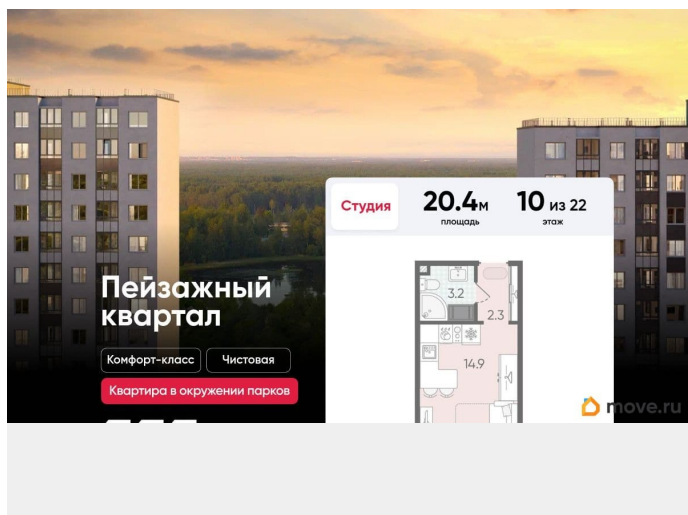 Студия
20.4м
площадь
10 из 22
этаж
3.2
2.3
14.9
Пейзажный
квартал
Комфорт-класс
Чистовая
Квартира в окружении парков
move.ru